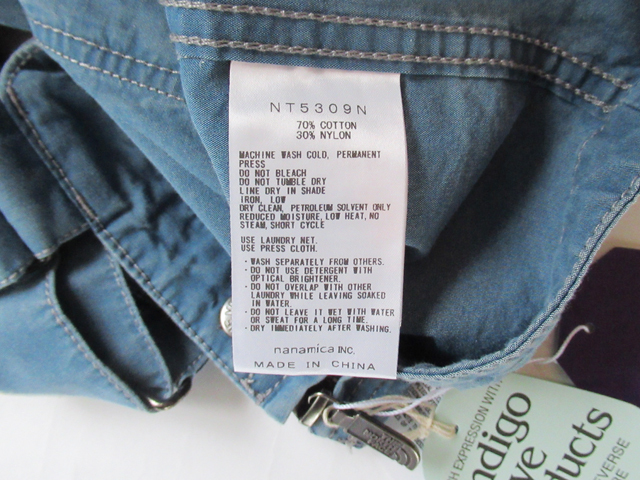 NT5309N
70% COTTON
30% NYLON
MACHINE WASH COLD, PERMANENT
PRESS
DO NOT BLEACH
DO NOT TUMBLE DRY
LINE DRY IN SHADE
IRON, LOW
DRY CLEAN, PETROLEUM SOLVENT ONLY
REDUCED MOISTURE, LOW HEAT, NO
STEAM, SHORT CYCLE
USE LAUNDRY NET.
USE PRESS CLOTH.
· WASH SEPARATELY FROM OTHERS.
· DO NOT USE DETERGENT WITH
OPTICAL BRIGHTENER.
· DO NOT OVERLAP WITH OTHER
LAUNDRY WHILE LEAVING SOAKED
IN WATER.
· DO NOT LEAVE IT WET WITH WATER
OR SWEAT FOR A LONG TIME.
· DRY IMMEDIATELY AFTER WASHING.
nanamica INC.
MADE IN CHINA
H EXPRESSION WITH
ndigo
ve
ducts
EVERSE